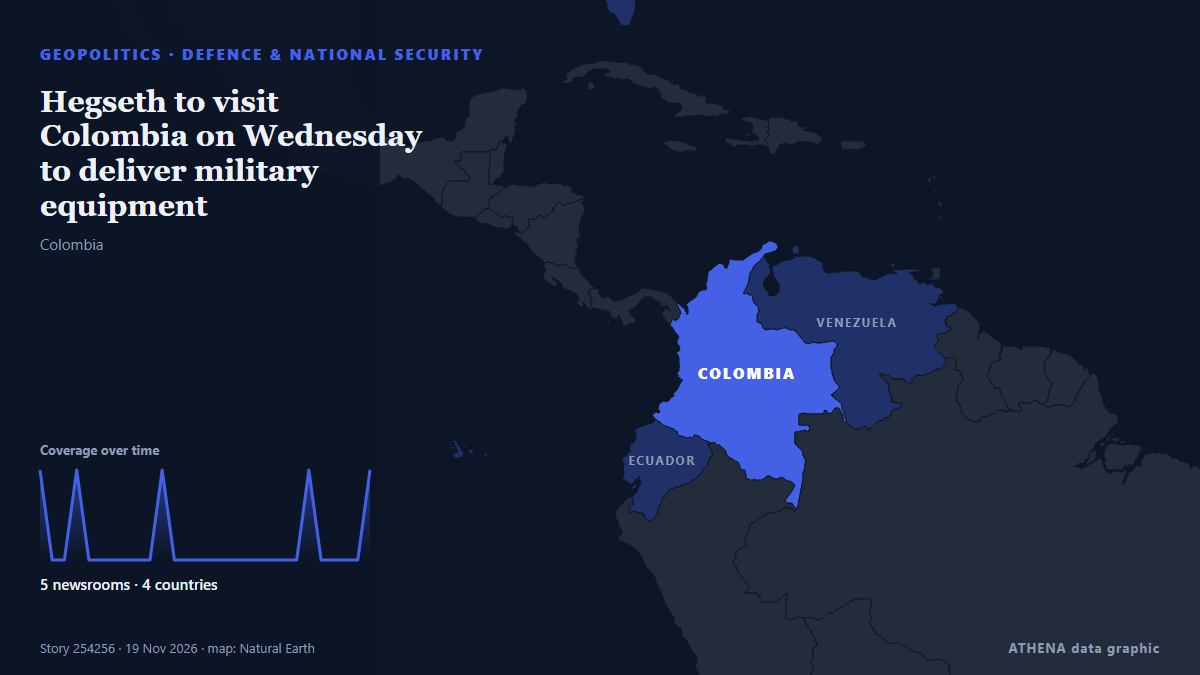 GEOPOLITICS · DEFENCE & NATIONAL SECURITY
Hegseth to visit
Colombia on Wednesday
to deliver military
equipment
Colombia
VENEZUELA
COLOMBIA
ECUADOR
Coverage over time
5 newsrooms · 4 countries
Story 254256 · 19 Nov 2026 · map: Natural Earth
ATHENA data graphic